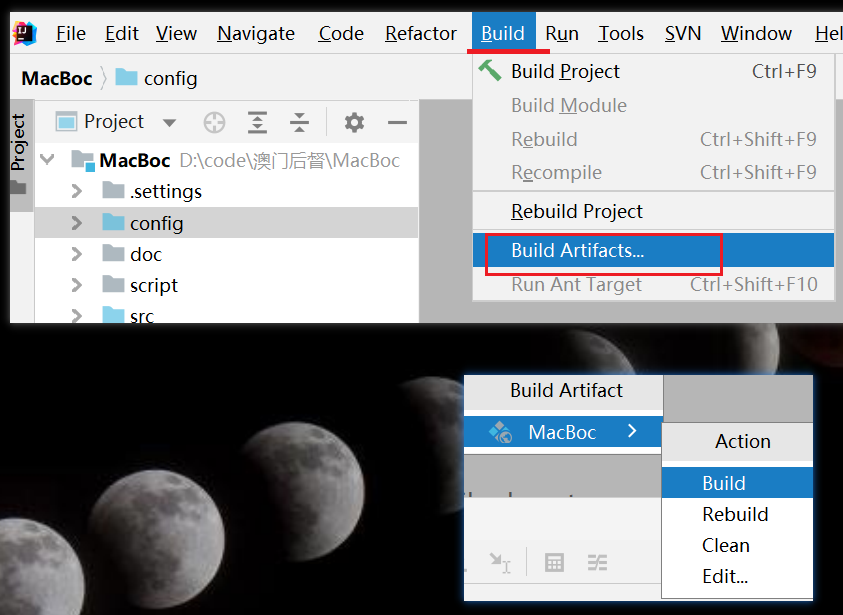 File Edit View Navigate Code Refactor Build Run Tools SVN Window Hel
MacBoc config
Build Project Ctrl+F9
Build Module
Rebuild Ctrl+Shift+F9
Recompile Ctrl+Shift+F9
Rebuild Project
Build Artifacts...
Run Ant Target Ctrl+Shift+F10
Project
Project
MacBoc D:\code\澳门后督\MacBoc
.settings
config
doc
script
src
Build Artifact
MacBoc
Action
Build
Rebuild
Clean
Edit...